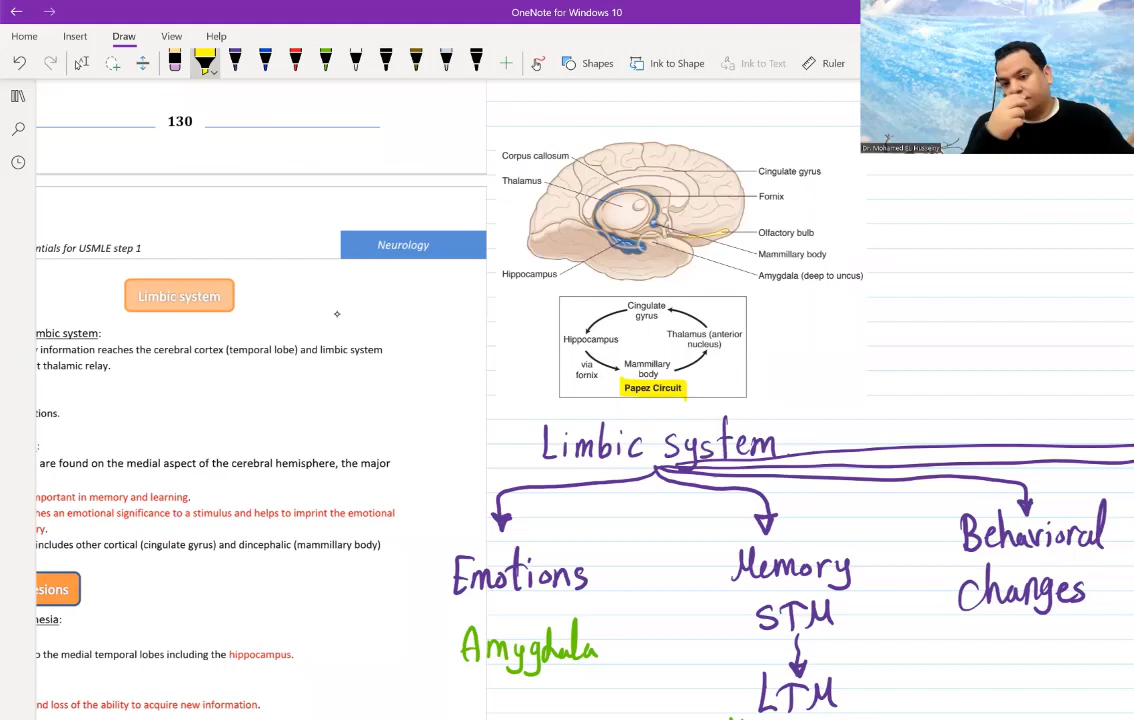 OneNote for Windows 10
Home Insert Draw View Help
Shapes Ink to Shape Ink to Text Ruler
Dr. Mohamed EL Husseiny
130
ntials for USMLE step 1
Neurology
Limbic system
mbic system:
information reaches the cerebral cortex (temporal lobe) and limbic system
t thalamic relay.
tions.
:
are found on the medial aspect of the cerebral hemisphere, the major
mportant in memory and learning.
hes an emotional significance to a stimulus and helps to imprint the emotional
ry.
includes other cortical (cingulate gyrus) and dincephalic (mammillary body)
esions
nesia:
o the medial temporal lobes including the hippocampus.
nd loss of the ability to acquire new information.
Corpus callosum
Thalamus
Hippocampus
Cingulate gyrus
Fornix
Olfactory bulb
Mammillary body
Amygdala (deep to uncus)
Cingulate
gyrus
Hippocampus
Thalamus (anterior
nucleus)
via
fornix
Mammillary
body
Papez Circuit
Limbic system
Emotions
Amygdala
Memory
STM
LTM
Behavioral
changes